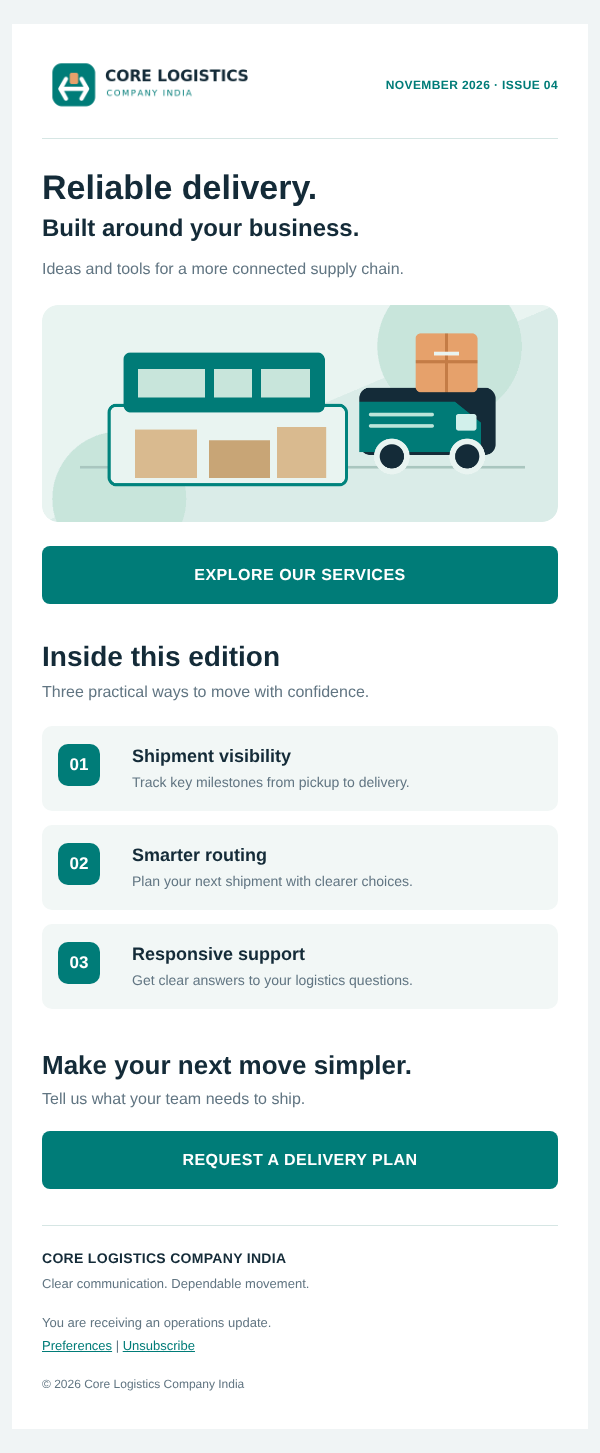 CORE LOGISTICS
COMPANY INDIA
NOVEMBER 2026 · ISSUE 04
Reliable delivery.
Built around your business.
Ideas and tools for a more connected supply chain.
EXPLORE OUR SERVICES
Inside this edition
Three practical ways to move with confidence.
01
Shipment visibility
Track key milestones from pickup to delivery.
02
Smarter routing
Plan your next shipment with clearer choices.
03
Responsive support
Get clear answers to your logistics questions.
Make your next move simpler.
Tell us what your team needs to ship.
REQUEST A DELIVERY PLAN
CORE LOGISTICS COMPANY INDIA
Clear communication. Dependable movement.
You are receiving an operations update.
Preferences | Unsubscribe
© 2026 Core Logistics Company India